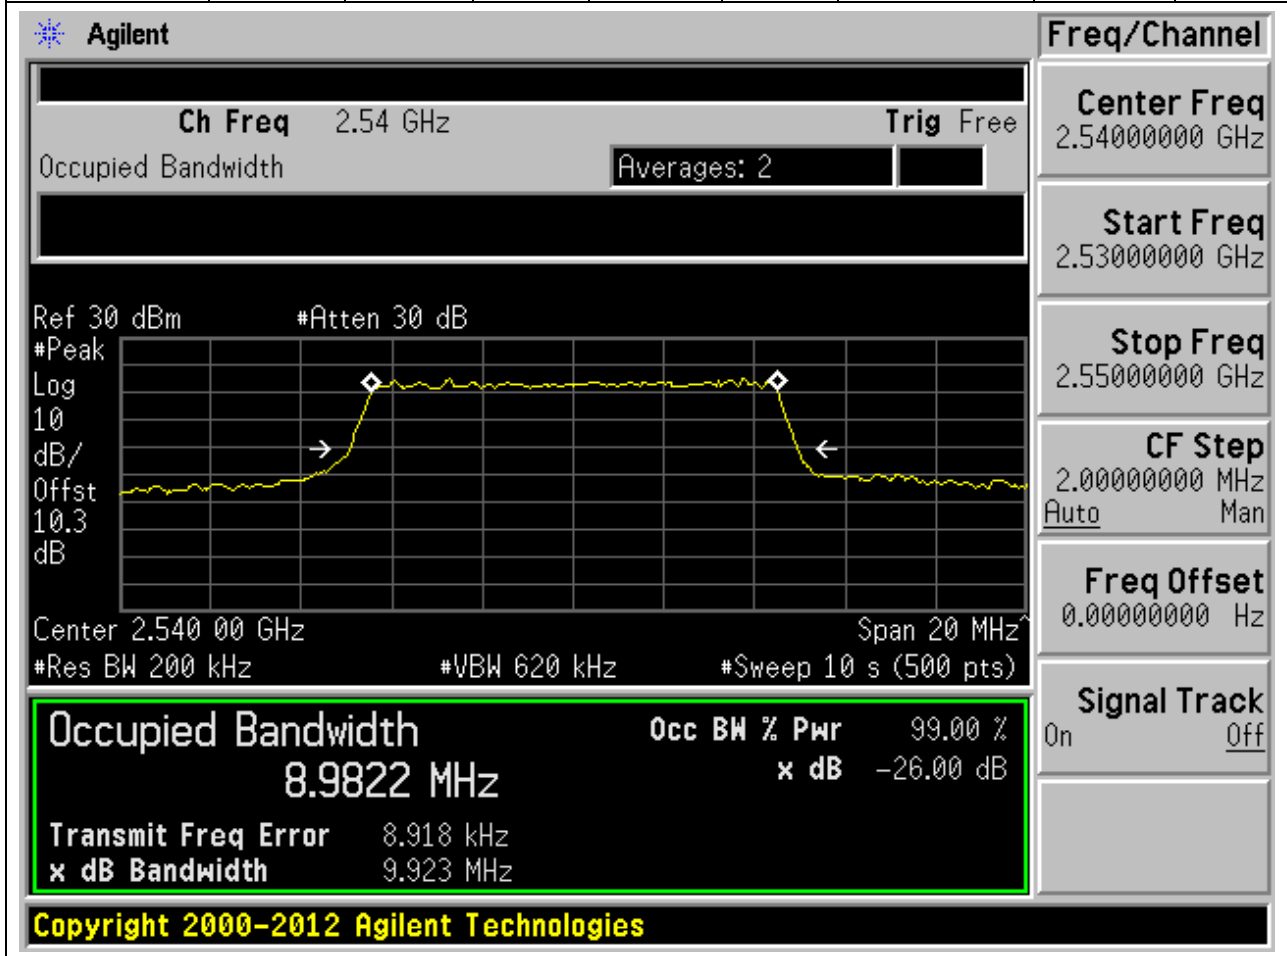 Agilent
Freq/Channel
Ch Freq 2.54 GHz Trig Free
Occupied Bandwidth Averages: 2
Center Freq
2.54000000 GHz
Start Freq
2.53000000 GHz
Stop Freq
2.55000000 GHz
CF Step
2.00000000 MHz
Auto Man
Freq Offset
0.00000000 Hz
Signal Track
On Off
Ref 30 dBm #Atten 30 dB
#Peak
Log
10
dB/
Offst
10.3
dB
Center 2.540 00 GHz Span 20 MHz^
#Res BW 200 kHz #VBW 620 kHz #Sweep 10 s (500 pts)
Occupied Bandwidth Occ BW % Pwr 99.00 %
8.9822 MHz x dB -26.00 dB
Transmit Freq Error 8.918 kHz
x dB Bandwidth 9.923 MHz
Copyright 2000-2012 Agilent Technologies